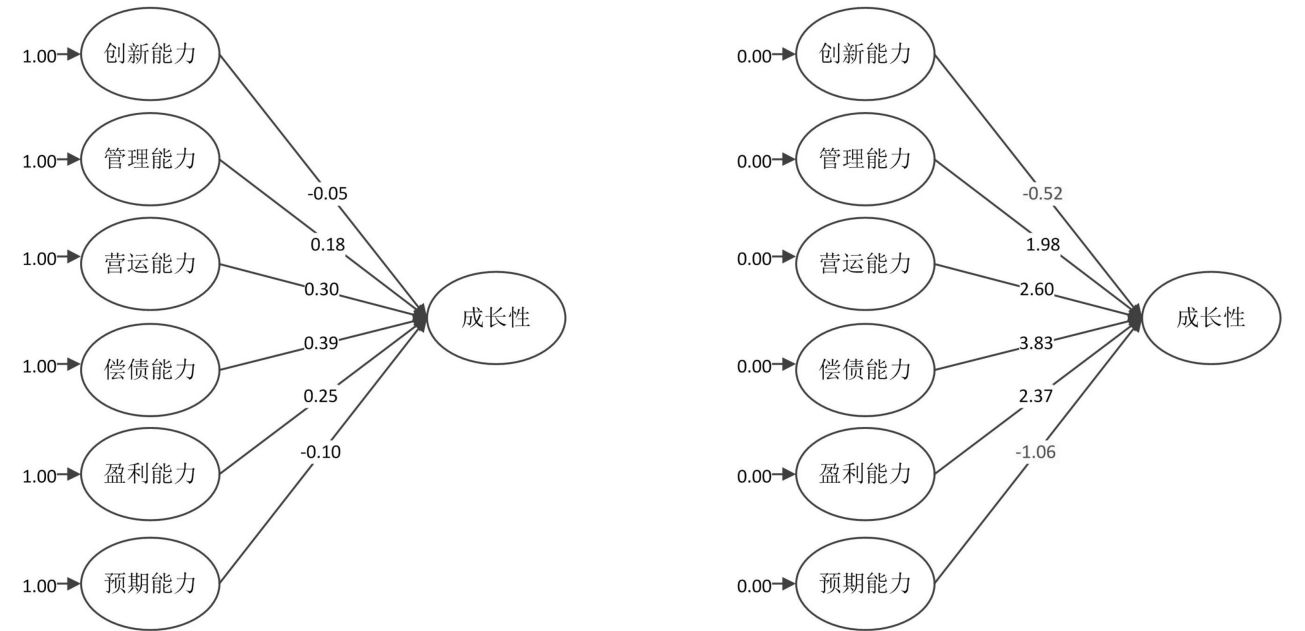 1.00
创新能力
1.00
管理能力
1.00
营运能力
1.00
偿债能力
1.00
盈利能力
1.00
预期能力
-0.05
0.18
0.30
0.39
0.25
-0.10
成长性
0.00
创新能力
0.00
管理能力
0.00
营运能力
0.00
偿债能力
0.00
盈利能力
0.00
预期能力
-0.52
1.98
2.60
3.83
2.37
-1.06
成长性